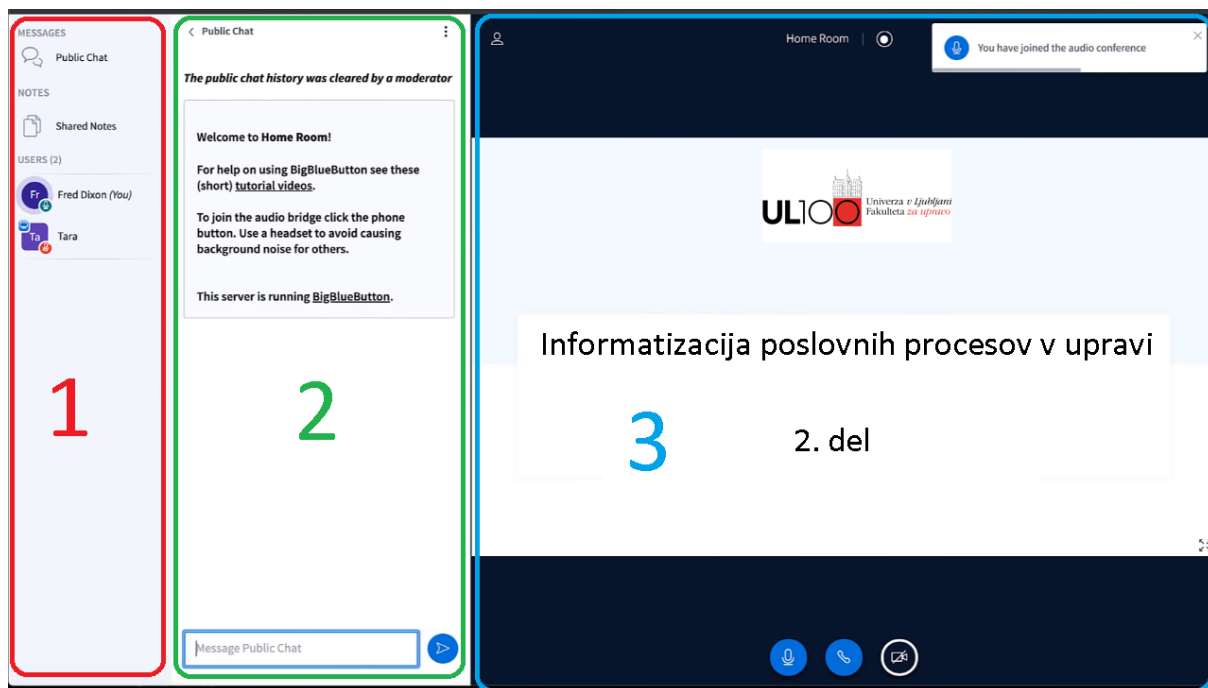 MESSAGES
Public Chat
NOTES
Shared Notes
USERS (2)
Fr
Fred Dixon (You)
Ta
Tara
1
Public Chat
The public chat history was cleared by a moderator
Welcome to Home Room!
For help on using BigBlueButton see these
(short) tutorial videos.
To join the audio bridge click the phone
button. Use a headset to avoid causing
background noise for others.
This server is running BigBlueButton.
2
Message Public Chat
Home Room
You have joined the audio conference
UL100
Univerza v Ljubljani
Fakulteta za upravo
Informatizacija poslovnih procesov v upravi
3
2. del